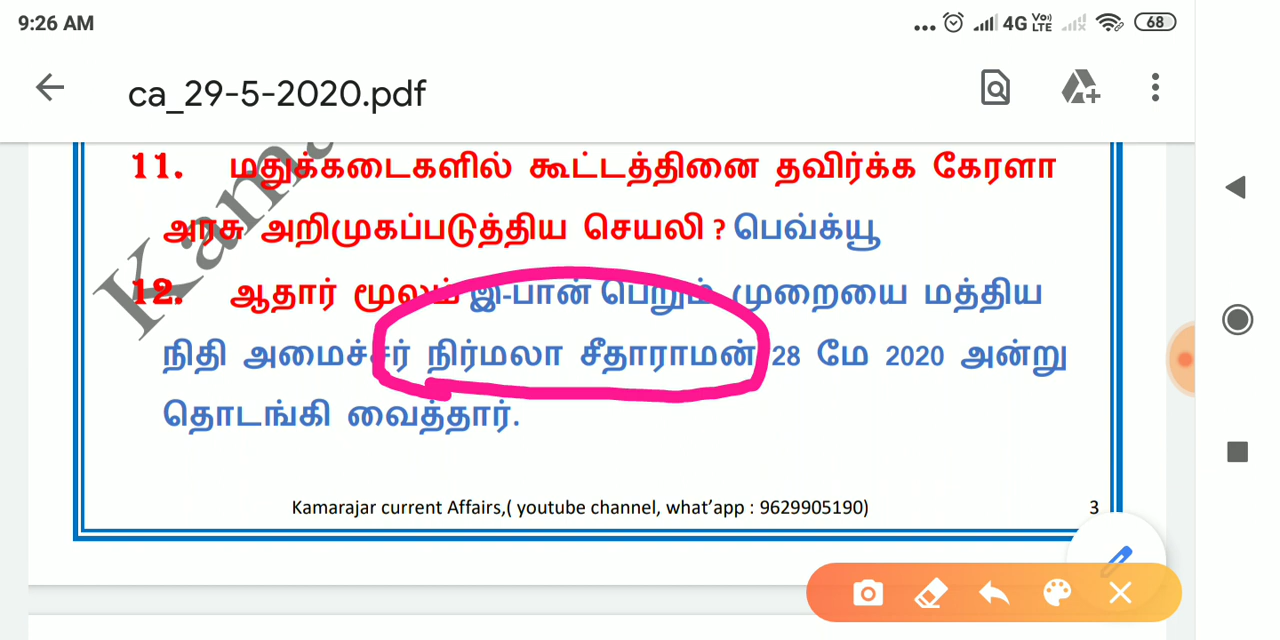 9:26 AM
4G Vo) LTE 68
ca_29-5-2020.pdf
11. மதுக்கடைகளில் கூட்டத்தினை தவிர்க்க கேரளா
அரசு அறிமுகப்படுத்திய செயலி ? பெவ்க்யூ
12. ஆதார் மூலம் இ-பான் பெறும் முறையை மத்திய
நிதி அமைச்சர் நிர்மலா சீதாராமன் 28 மே 2020 அன்று
தொடங்கி வைத்தார்.
Kamarajar current Affairs,( youtube channel, what'app : 9629905190)
3